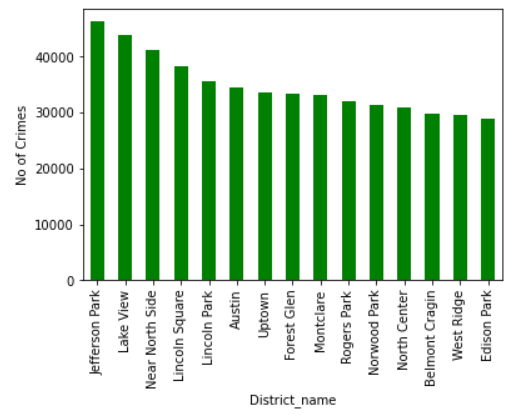 No of Crimes
40000
30000
20000
10000
0
Jefferson Park
Lake View
Near North Side
Lincoln Square
Lincoln Park
Austin
Uptown
Forest Glen
Montclare
Rogers Park
Norwood Park
North Center
Belmont Cragin
West Ridge
Edison Park
District_name